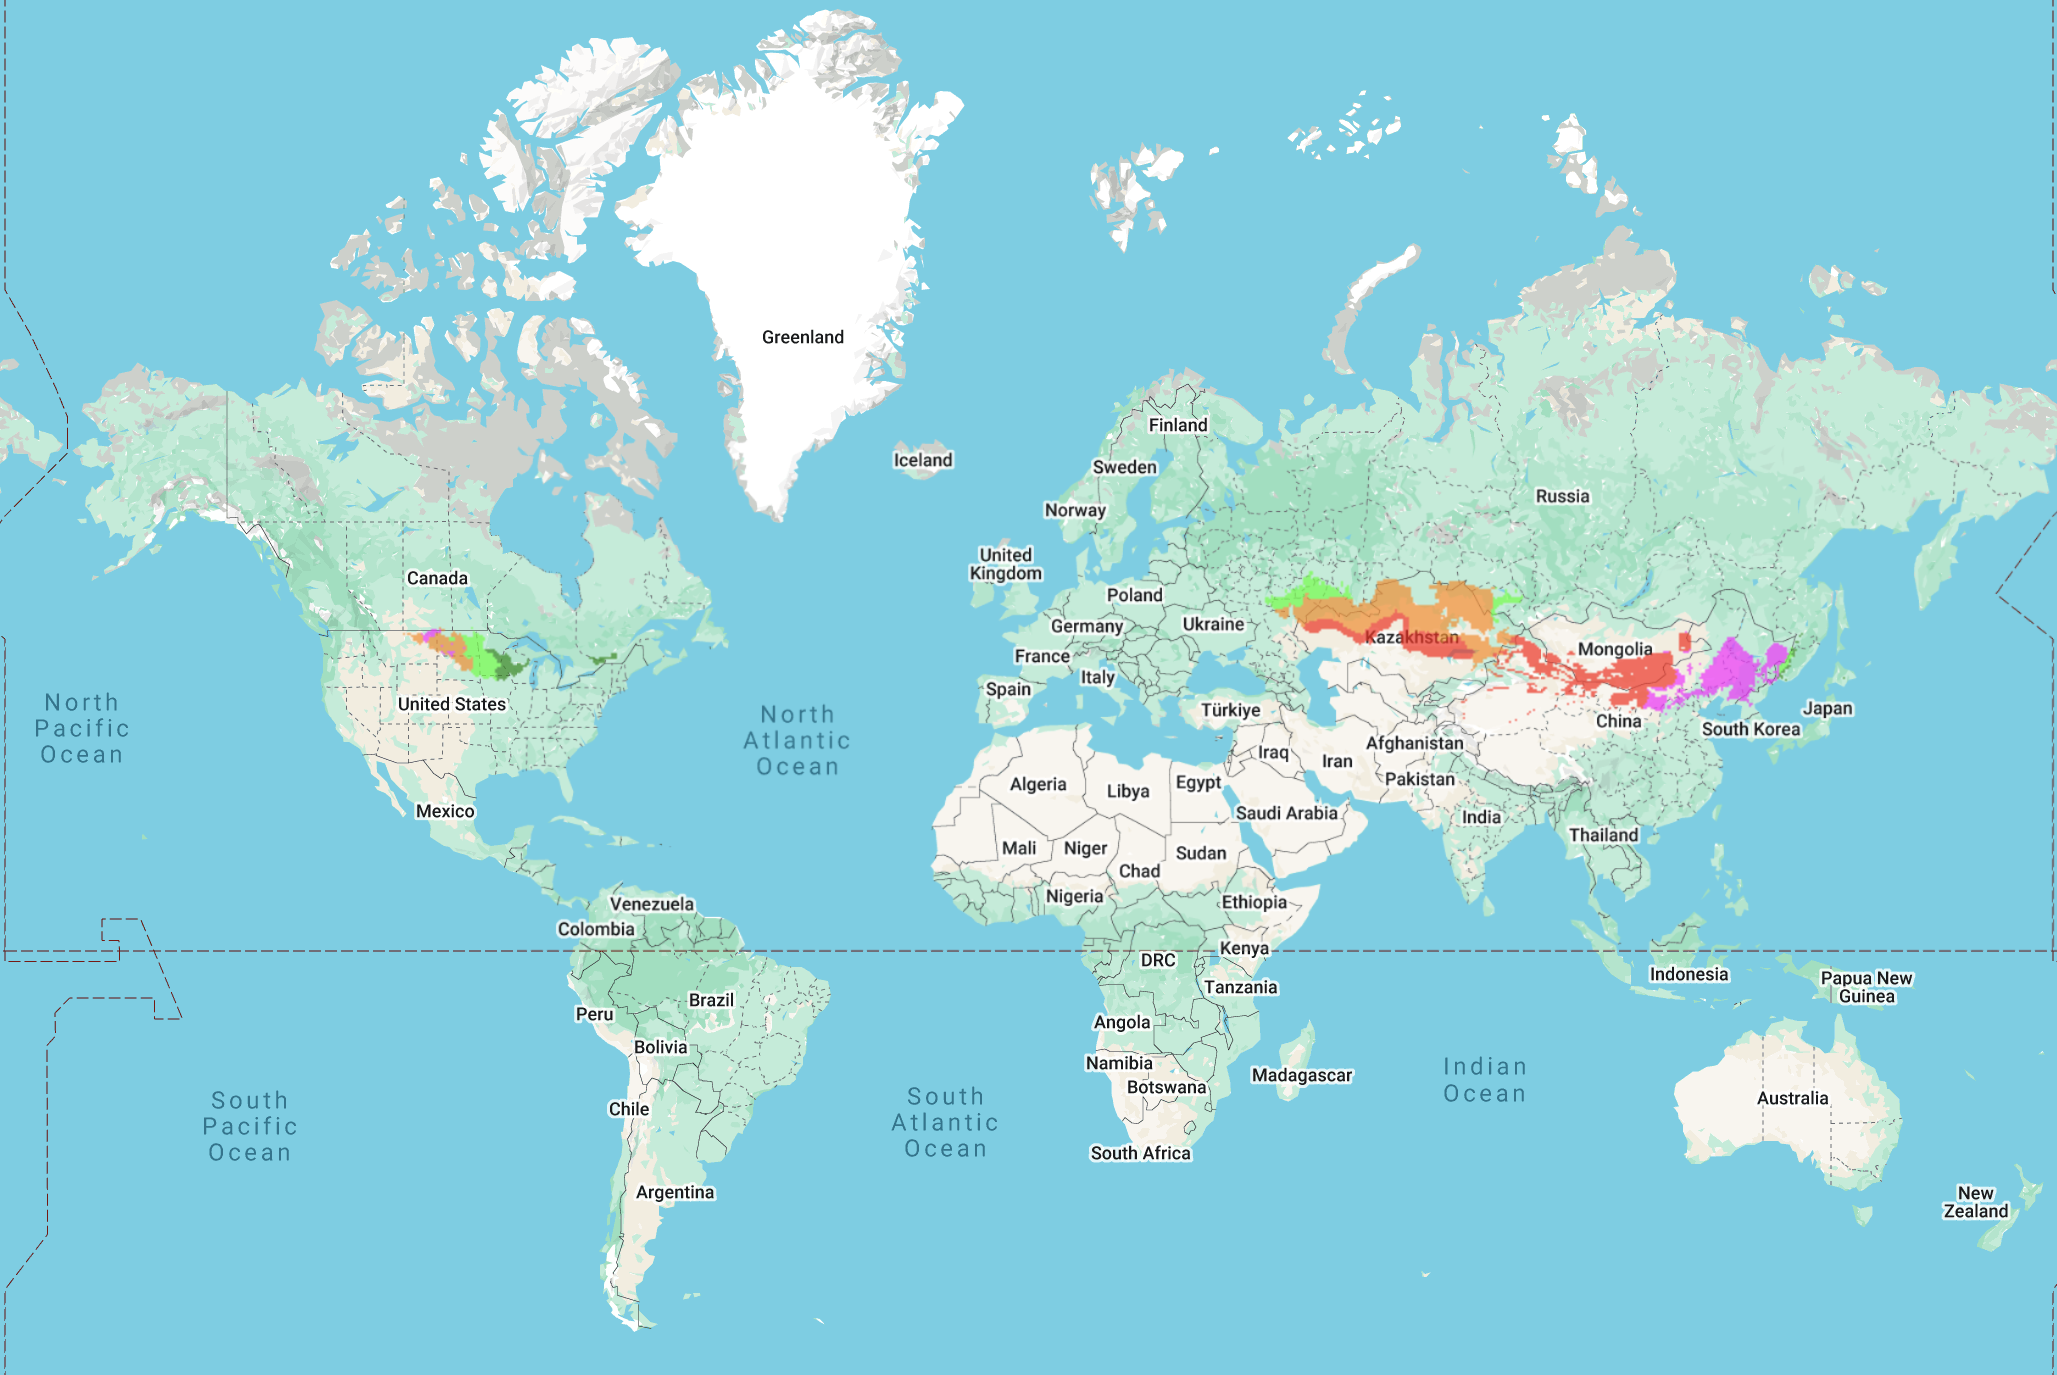 Greenland
Finland
Iceland
Sweden
Russia
Norway
United
Kingdom
Canada
Poland
Germany
Ukraine
Kazakhstan
Mongolia
France
Italy
Spain
United States
North
Pacific
Ocean
North
Atlantic
Ocean
Türkiye
China
Japan
South Korea
Afghanistan
Iraq
Iran
Pakistan
Algeria
Libya
Egypt
Saudi Arabia
India
Mexico
Thailand
Mali
Niger
Sudan
Chad
Nigeria
Ethiopia
Venezuela
Colombia
Kenya
DRC
Tanzania
Indonesia
Papua New
Guinea
Brazil
Peru
Angola
Bolivia
Namibia
Botswana
Madagascar
Indian
Ocean
Australia
Chile
South
Pacific
Ocean
South
Atlantic
Ocean
South Africa
Argentina
New
Zealand